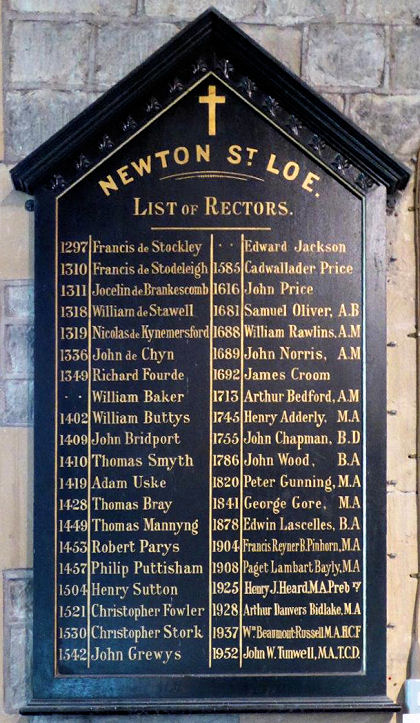 NEWTON ST LOE.
LIST OF RECTORS.
1297 Francis de Stockley
1310 Francis de Stodeleigh
1311 Jocelin de Brankescomb
1318 William de Stawell
1319 Nicolas de Kynemersford
1336 John de Chyn
1349 Richard Fourde
. . William Baker
1402 William Buttys
1409 John Bridport
1410 Thomas Smyth
1419 Adam Uske
1428 Thomas Bray
1449 Thomas Mannyng
1453 Robert Parys
1457 Philip Puttisham
1504 Henry Sutton
1521 Christopher Fowler
1530 Christopher Stork
1542 John Grewys
. . Edward Jackson
1585 Cadwallader Price
1616 John Price
1681 Samuel Oliver, A.B
1688 William Rawlins, A.M
1689 John Norris, A.M
1692 James Croom
1713 Arthur Bedford, A.M
1745 Henry Adderly, M.A
1755 John Chapman, B.D
1786 John Wood, B.A
1820 Peter Gunning, M.A
1841 George Gore, M.A
1878 Edwin Lascelles, B.A
1904 Francis Reyner B. Pinhorn, M.A
1908 Paget Lambart Bayly, M.A
1925 Henry J. Heard, M.A. Preby
1928 Arthur Danvers Bidlake, M.A
1937 Wm Beaumont-Russell M.A. H.C.F
1952 John W. Tunwell, M.A., T.C.D.